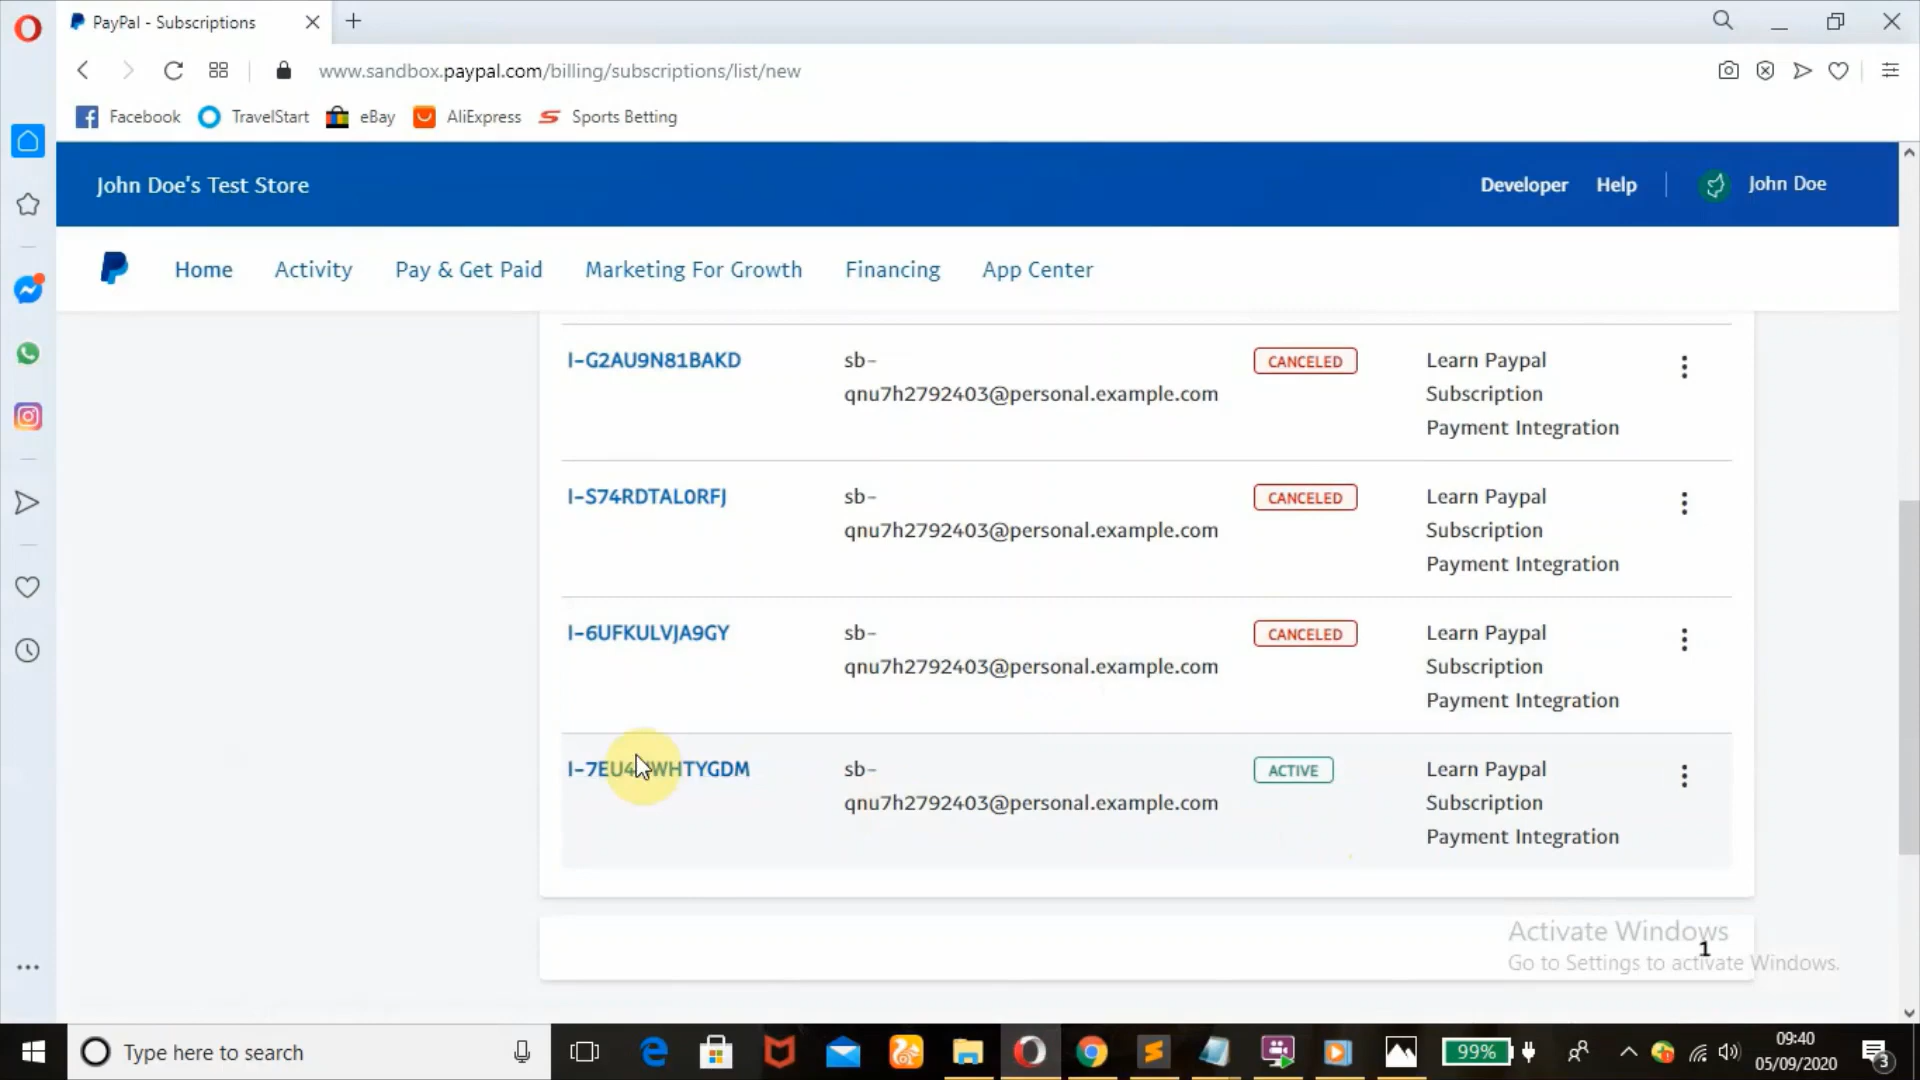 PayPal - Subscriptions
www.sandbox.paypal.com/billing/subscriptions/list/new
Facebook TravelStart eBay AliExpress Sports Betting
John Doe's Test Store Developer Help John Doe
Home Activity Pay & Get Paid Marketing For Growth Financing App Center
I-G2AU9N81BAKD sb- CANCELED Learn Paypal
qnu7h2792403@personal.example.com Subscription
Payment Integration
I-S74RDTAL0RFJ sb- CANCELED Learn Paypal
qnu7h2792403@personal.example.com Subscription
Payment Integration
I-6UFKULVJA9GY sb- CANCELED Learn Paypal
qnu7h2792403@personal.example.com Subscription
Payment Integration
sb- ACTIVE Learn Paypal
qnu7h2792403@personal.example.com Subscription
Payment Integration
Activate Windows
1
Go to Settings to activate Windows.
Type here to search 99% 09:40
05/09/2020 3